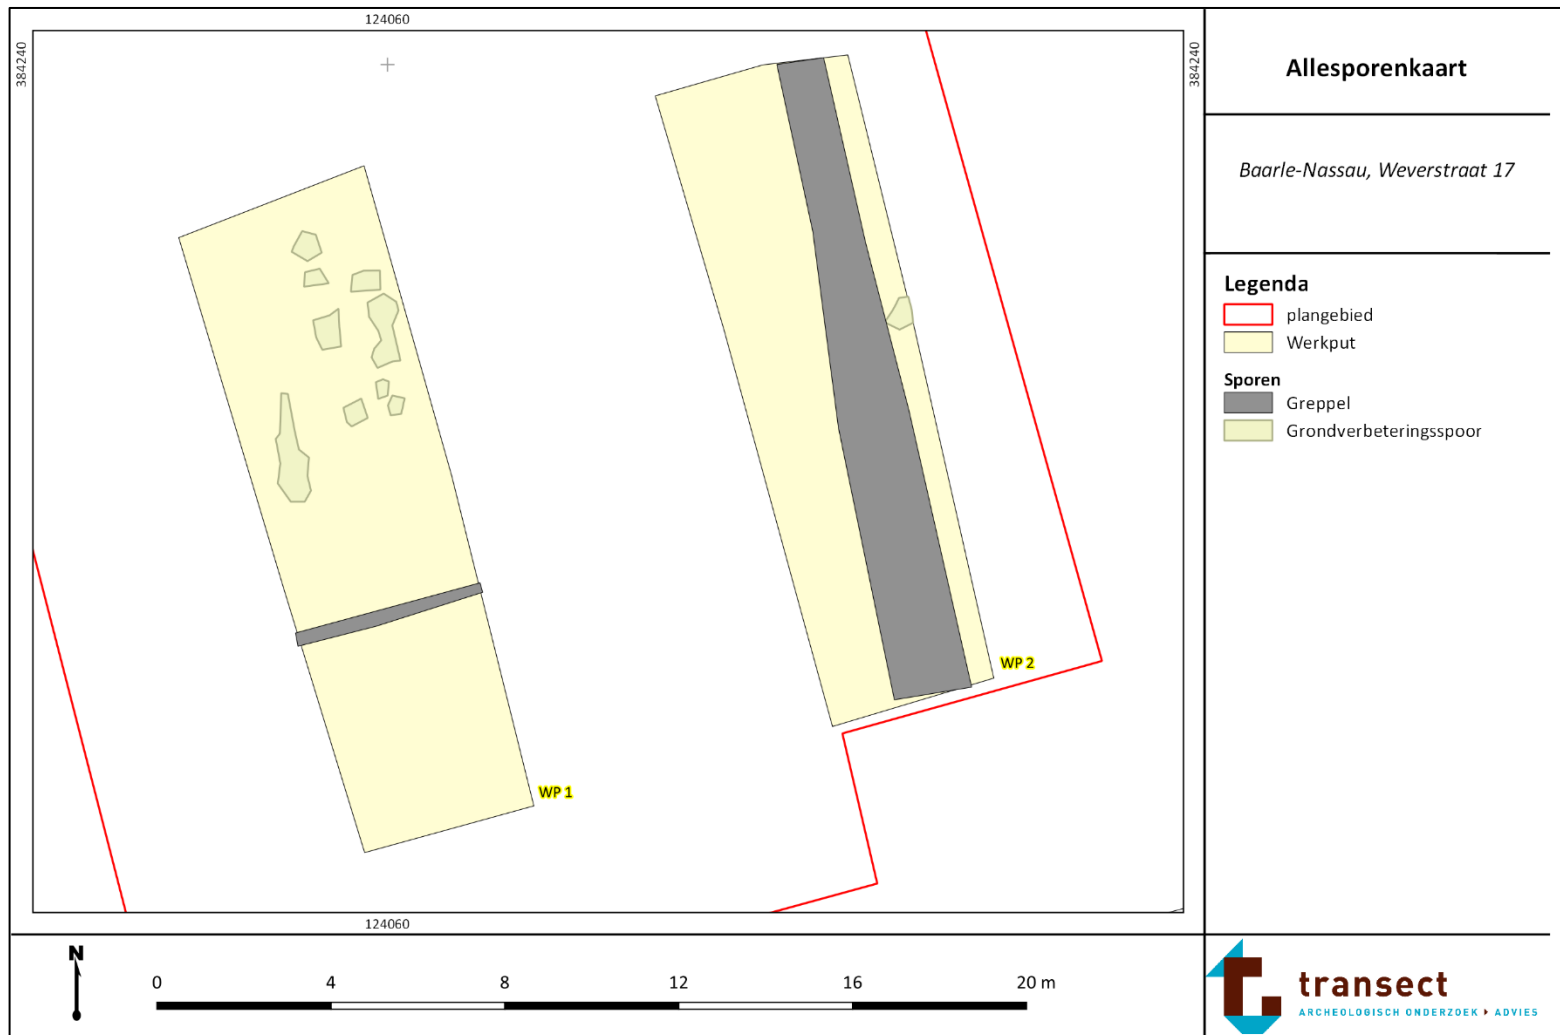 124060
384240
384240
WP 1
WP 2
124060
Allesporenkaart
Baarle-Nassau, Weverstraat 17
Legenda
plangebied
Werkput
Sporen
Greppel
Grondverbeteringsspoor
N
0 4 8 12 16 20 m
transect
ARCHEOLOGISCH ONDERZOEK ▸ ADVIES